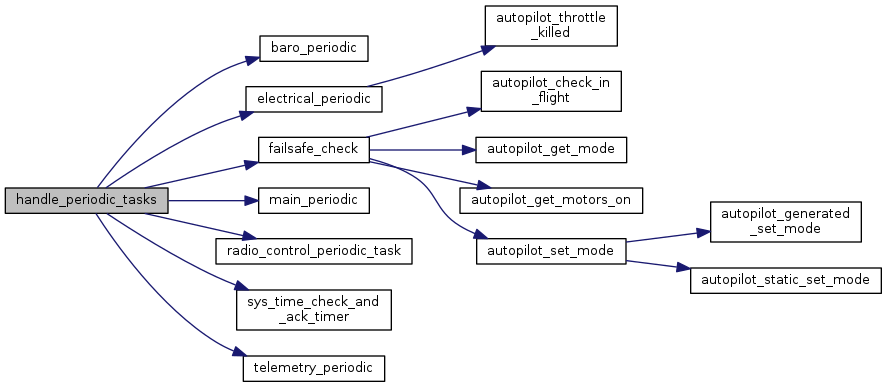 handle_periodic_tasks
baro_periodic
electrical_periodic
autopilot_throttle
_killed
failsafe_check
autopilot_check_in
_flight
autopilot_get_mode
autopilot_get_motors_on
autopilot_set_mode
autopilot_generated
_set_mode
autopilot_static_set_mode
main_periodic
radio_control_periodic_task
sys_time_check_and
_ack_timer
telemetry_periodic